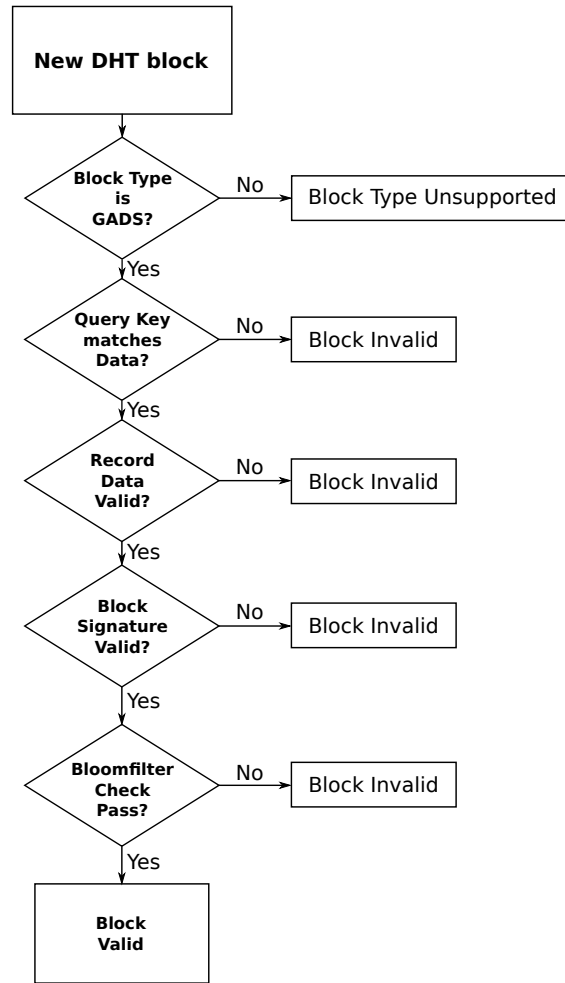 New DHT block
Block Type
is
GADS?
No
Block Type Unsupported
Yes
Query Key
matches
Data?
No
Block Invalid
Yes
Record
Data
Valid?
No
Block Invalid
Yes
Block
Signature
Valid?
No
Block Invalid
Yes
Bloomfilter
Check
Pass?
No
Block Invalid
Yes
Block
Valid